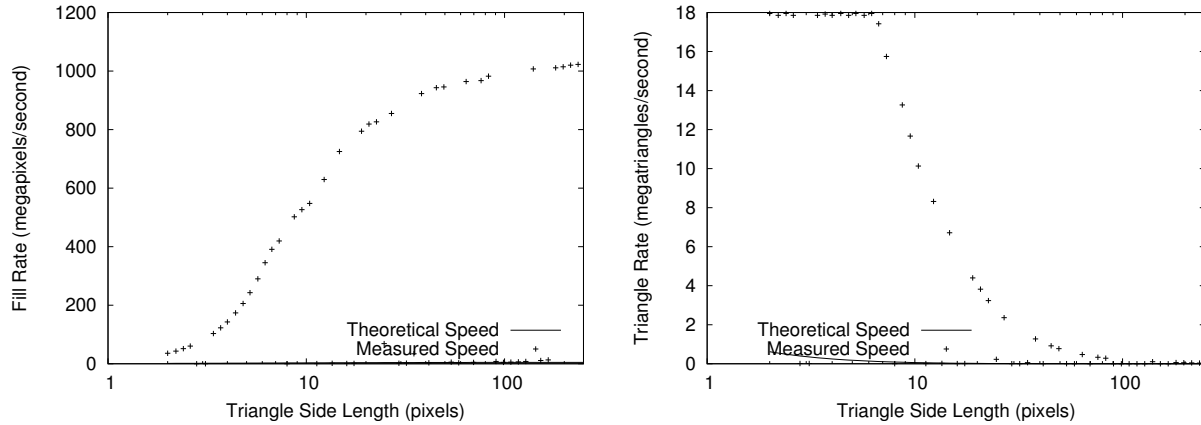 1200
1000
800
600
400
200
0
Fill Rate (megapixels/second)
Theoretical Speed
Measured Speed
1
10
100
Triangle Side Length (pixels)
18
16
14
12
10
8
6
4
2
0
Triangle Rate (megatriangles/second)
Theoretical Speed
Measured Speed
1
10
100
Triangle Side Length (pixels)